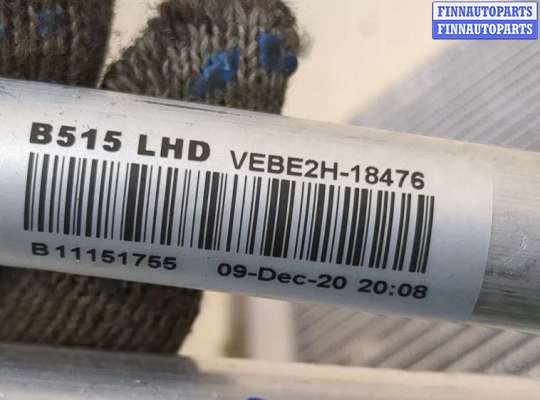 FINNAUTOPARTS
FINNAUTOPARTS
B515 LHD VEBE2H-18476
B11151755 09-Dec-20 20:08